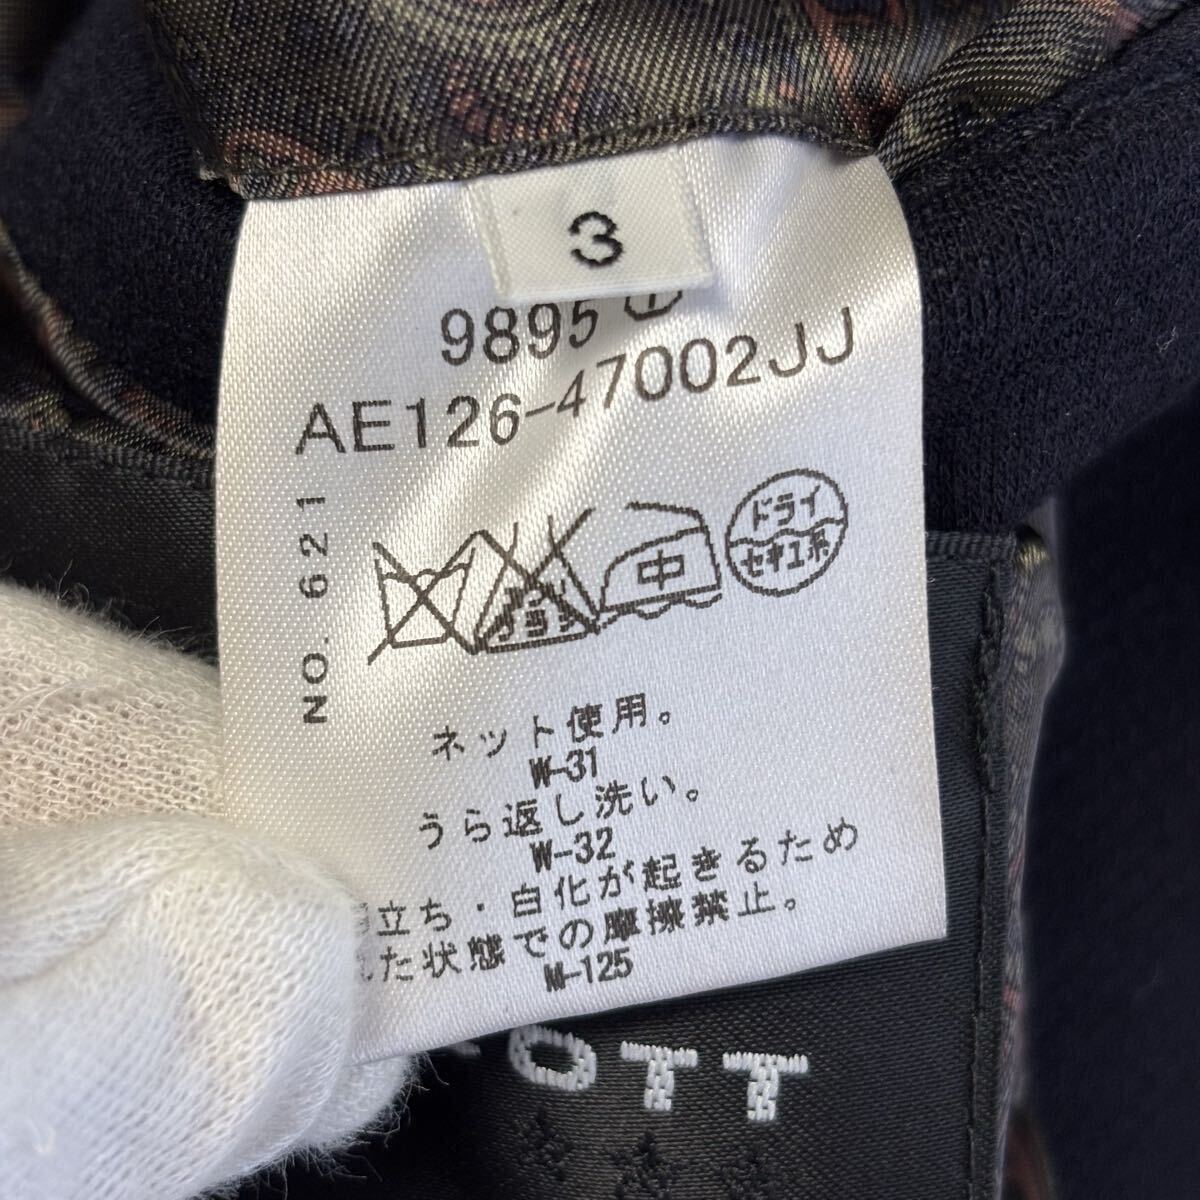 3
9895
AE126-47002JJ
NO. 621
中
ドライ
セキユ系
ネット使用。
W-31
うら返し洗い。
W-32
立ち・白化が起きるため
た状態での摩擦禁止。
M-125
OTT